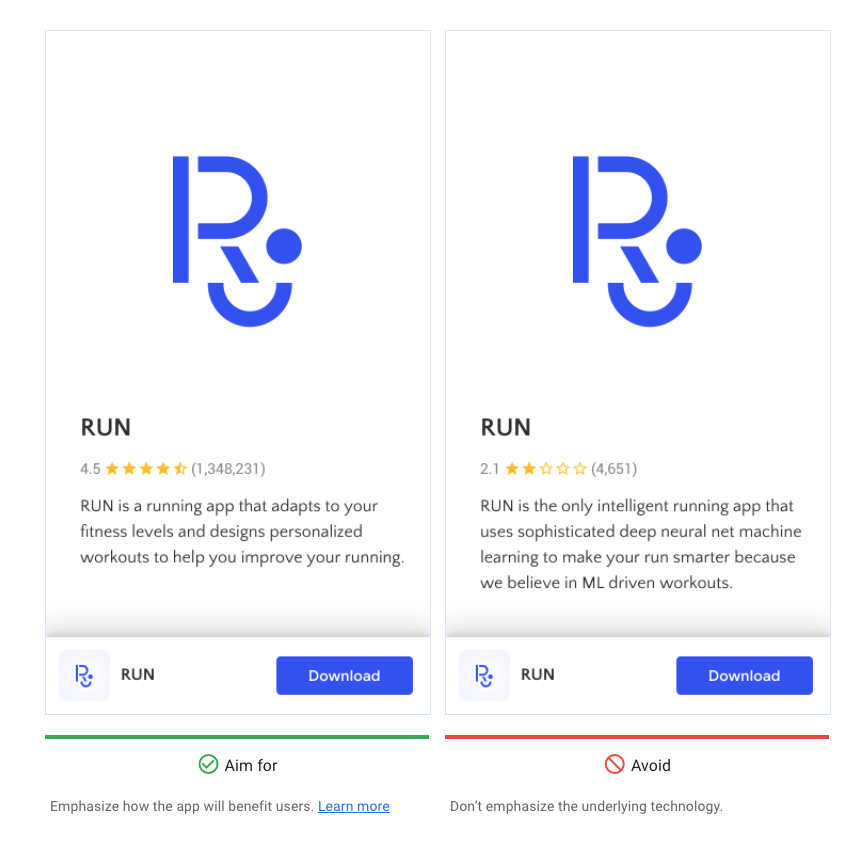 RUN
4.5 (1,348,231)
RUN is a running app that adapts to your
fitness levels and designs personalized
workouts to help you improve your running.
RUN
Download
Aim for
Emphasize how the app will benefit users. Learn more
RUN
2.1 (4,651)
RUN is the only intelligent running app that
uses sophisticated deep neural net machine
learning to make your run smarter because
we believe in ML driven workouts.
RUN
Download
Avoid
Don’t emphasize the underlying technology.